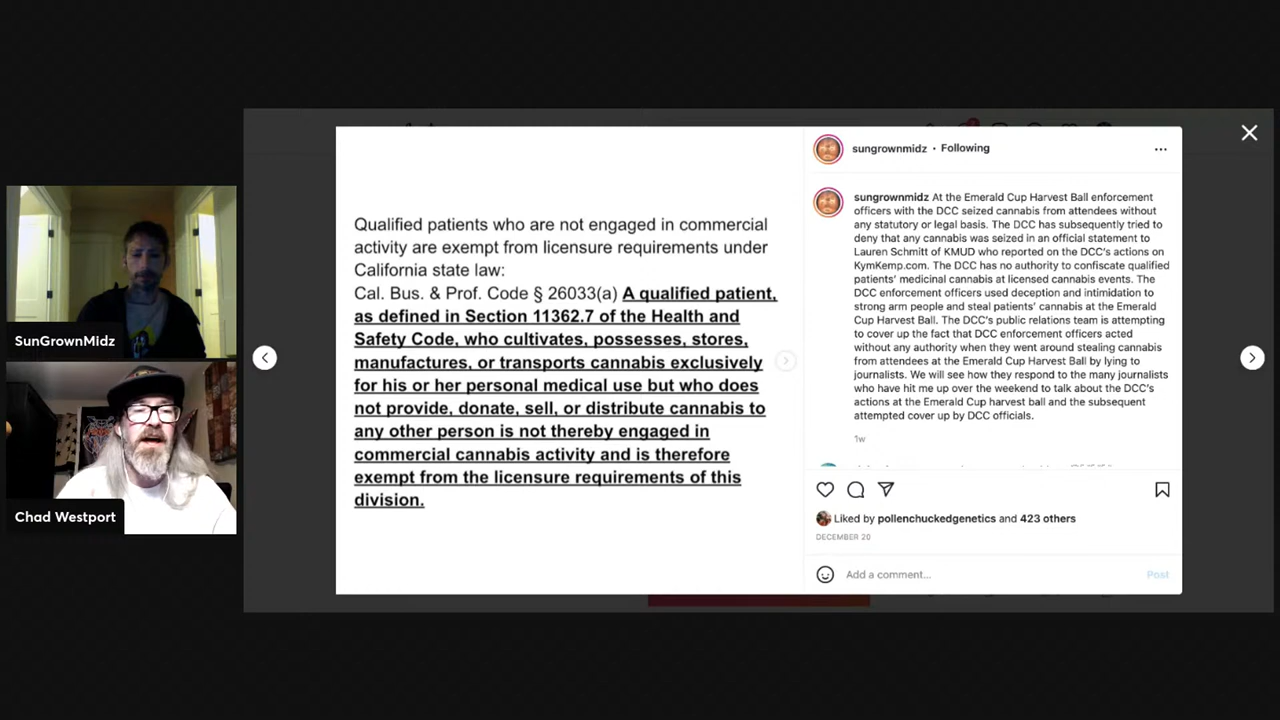 SunGrownMidz
Chad Westport
Qualified patients who are not engaged in commercial
activity are exempt from licensure requirements under
California state law:
Cal. Bus. & Prof. Code § 26033(a) A qualified patient,
as defined in Section 11362.7 of the Health and
Safety Code, who cultivates, possesses, stores,
manufactures, or transports cannabis exclusively
for his or her personal medical use but who does
not provide, donate, sell, or distribute cannabis to
any other person is not thereby engaged in
commercial cannabis activity and is therefore
exempt from the licensure requirements of this
division.
sungrownmidz • Following
sungrownmidz At the Emerald Cup Harvest Ball enforcement
officers with the DCC seized cannabis from attendees without
any statutory or legal basis. The DCC has subsequently tried to
deny that any cannabis was seized in an official statement to
Lauren Schmitt of KMUD who reported on the DCC's actions on
KymKemp.com. The DCC has no authority to confiscate qualified
patients' medicinal cannabis at licensed cannabis events. The
DCC enforcement officers used deception and intimidation to
strong arm people and steal patients' cannabis at the Emerald
Cup Harvest Ball. The DCC's public relations team is attempting
to cover up the fact that DCC enforcement officers acted
without any authority when they went around stealing cannabis
from attendees at the Emerald Cup Harvest Ball by lying to
journalists. We will see how they respond to the many journalists
who have hit me up over the weekend to talk about the DCC's
actions at the Emerald Cup harvest ball and the subsequent
attempted cover up by DCC officials.
1w
Liked by pollenchuckedgenetics and 423 others
DECEMBER 20
Add a comment...
Post